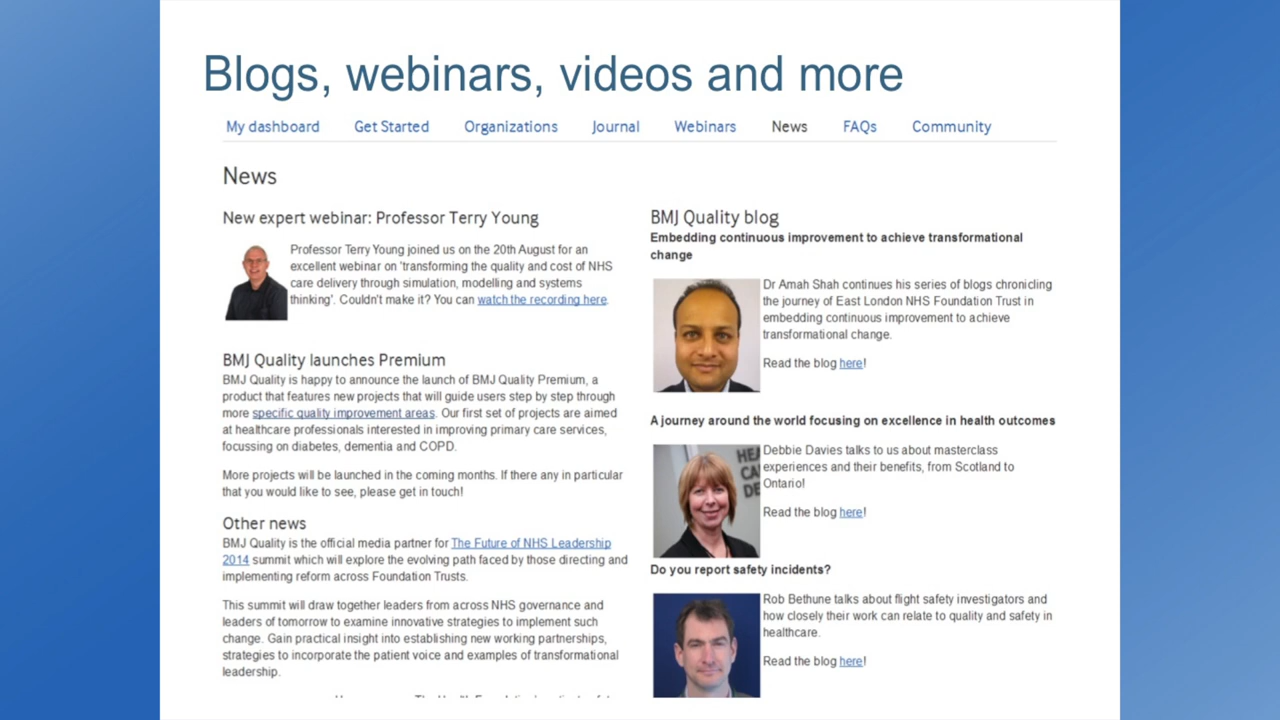 Blogs, webinars, videos and more
My dashboard Get Started Organizations Journal Webinars News FAQs Community
News
New expert webinar: Professor Terry Young
Professor Terry Young joined us on the 20th August for an
excellent webinar on 'transforming the quality and cost of NHS
care delivery through simulation, modelling and systems
thinking'. Couldn't make it? You can watch the recording here.
BMJ Quality launches Premium
BMJ Quality is happy to announce the launch of BMJ Quality Premium, a
product that features new projects that will guide users step by step through
more specific quality improvement areas. Our first set of projects are aimed
at healthcare professionals interested in improving primary care services,
focussing on diabetes, dementia and COPD.
More projects will be launched in the coming months. If there any in particular
that you would like to see, please get in touch!
Other news
BMJ Quality is the official media partner for The Future of NHS Leadership
2014 summit which will explore the evolving path faced by those directing and
implementing reform across Foundation Trusts.
This summit will draw together leaders from across NHS governance and
leaders of tomorrow to examine innovative strategies to implement such
change. Gain practical insight into establishing new working partnerships,
strategies to incorporate the patient voice and examples of transformational
leadership.
BMJ Quality blog
Embedding continuous improvement to achieve transformational
change
Dr Amah Shah continues his series of blogs chronicling
the journey of East London NHS Foundation Trust in
embedding continuous improvement to achieve
transformational change.
Read the blog here!
A journey around the world focusing on excellence in health outcomes
Debbie Davies talks to us about masterclass
experiences and their benefits, from Scotland to
Ontario!
Read the blog here!
Do you report safety incidents?
Rob Bethune talks about flight safety investigators and
how closely their work can relate to quality and safety in
healthcare.
Read the blog here!